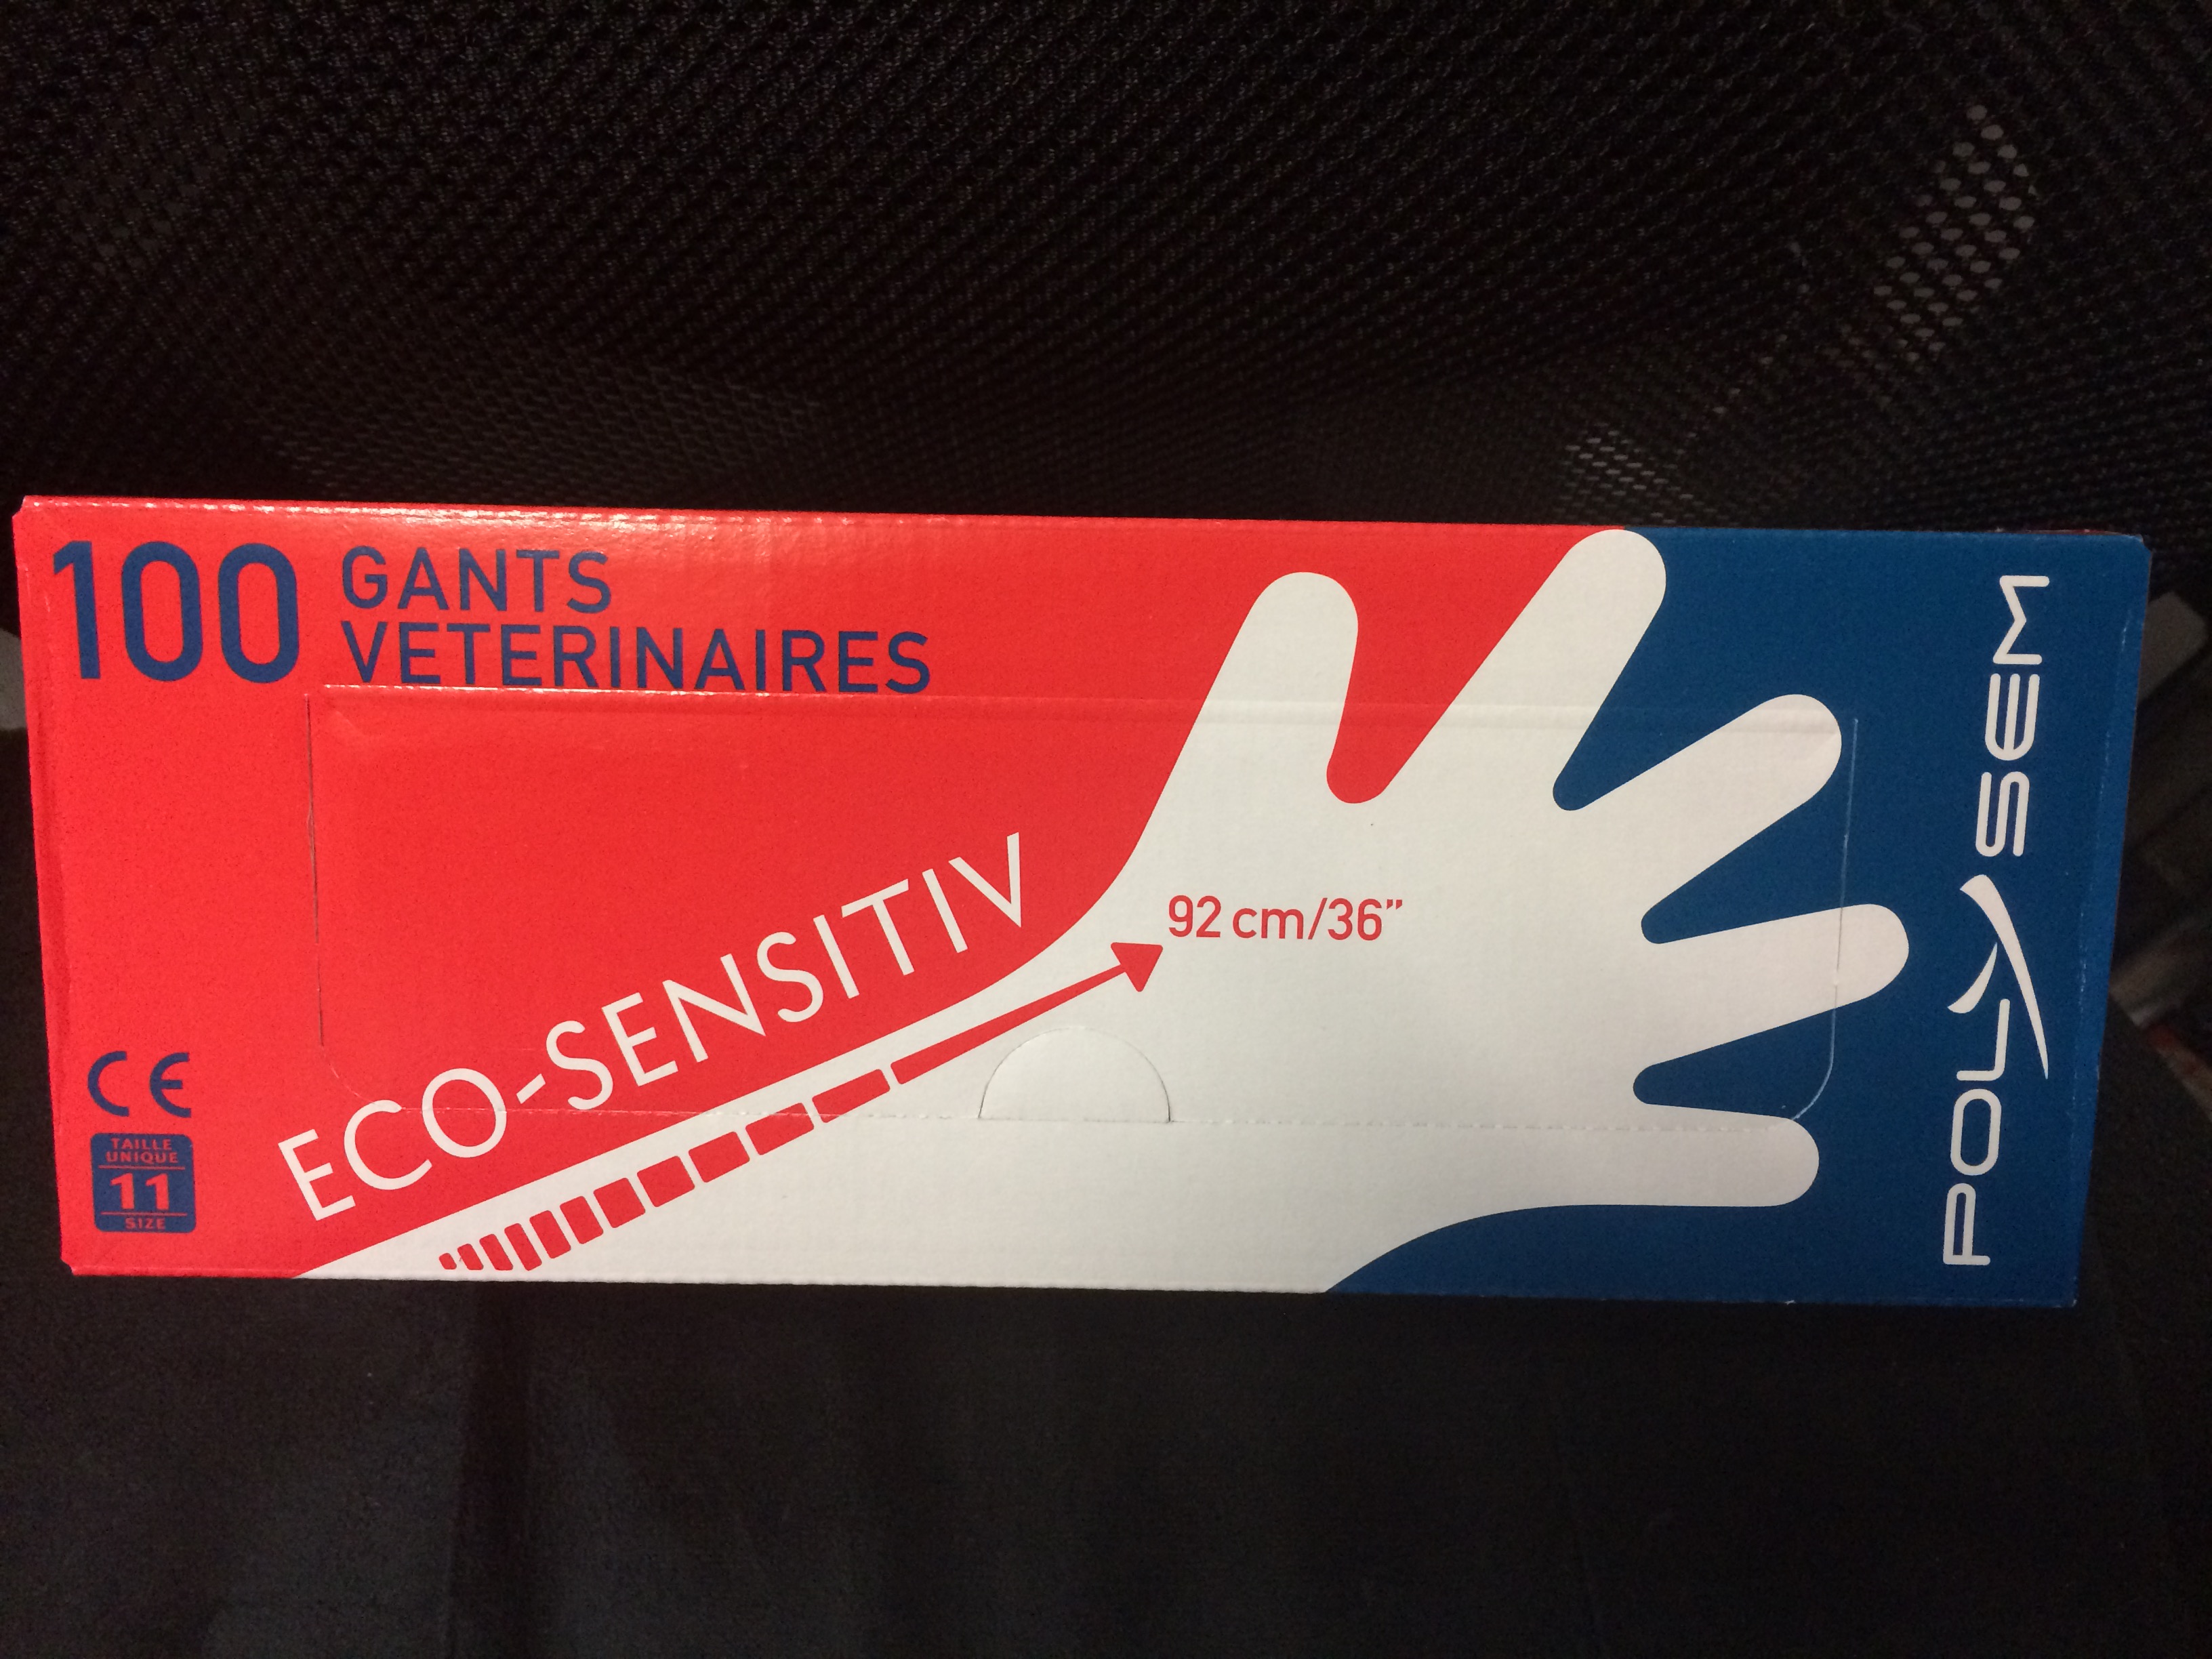 100 GANTS
VETERINAIRES
ECO-SENSITIV
92 cm/36”
CE
TAILLE
UNIQUE
11
SIZE
POLYSEM